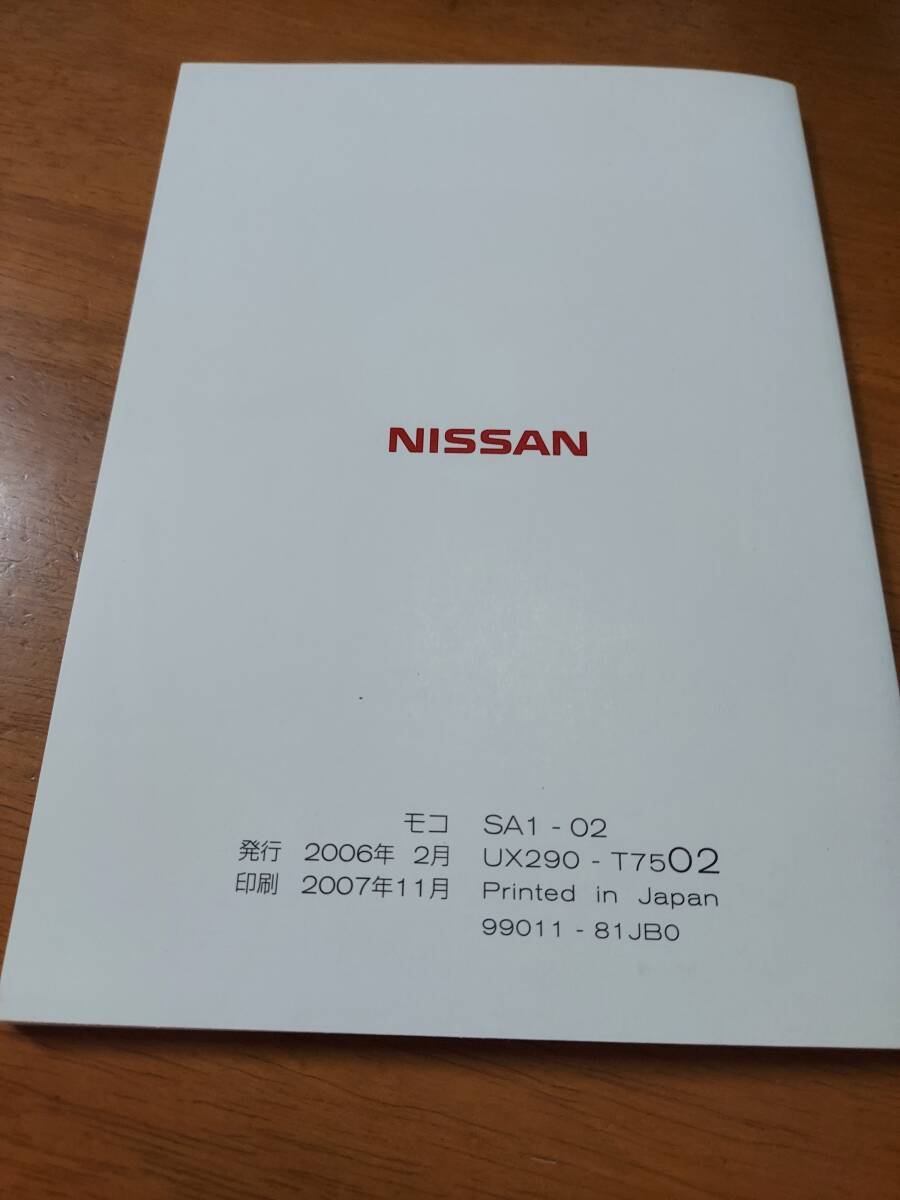 NISSAN
モコ SA1 - 02
発行 2006年 2月 UX290 - T7502
印刷 2007年11月 Printed in Japan
99011 - 81JB0